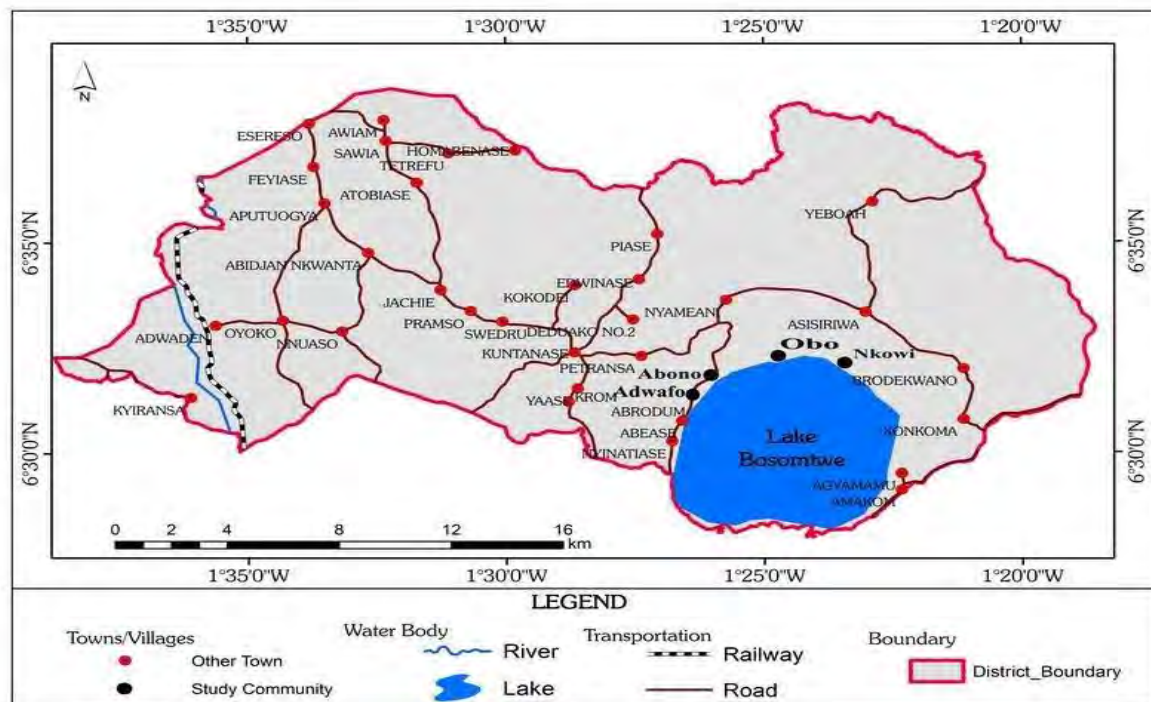 1°35'0"W 1°30'0"W 1°25'0"W 1°20'0"W
N
ESERESO
AWIAM
SAWIA
HOMABENASE
TETREFU
FEYIASE
ATOBIASE
APUTUOGYA
YEBOAH
6°35'0"N
6°35'0"N
PIASE
ABIDJAN NKWANTA
EDWINASE
KOKODEI
JACHIE
NYAMEANI
PRAMSO
SWEDRU
DEDUAKO NO.2
ASISIRIWA
ADWADEN
OYOKO
NNUASO
Obo
KUNTANASE
Nkowi
PETRANSA
Abono
BRODEKWANO
Adwafo
YAASE
KROM
KYIRANSA
ABRODUM
ABEASE
KONKOMA
NYINATIASE
Lake
Bosomtwe
6°30'0"N
6°30'0"N
AGYAMAMU
AMAKOM
0 2 4 8 12 16
km
1°35'0"W 1°30'0"W 1°25'0"W 1°20'0"W
LEGEND
Towns/Villages
Other Town
Study Community
Water Body
River
Lake
Transportation
Railway
Road
Boundary
District_Boundary